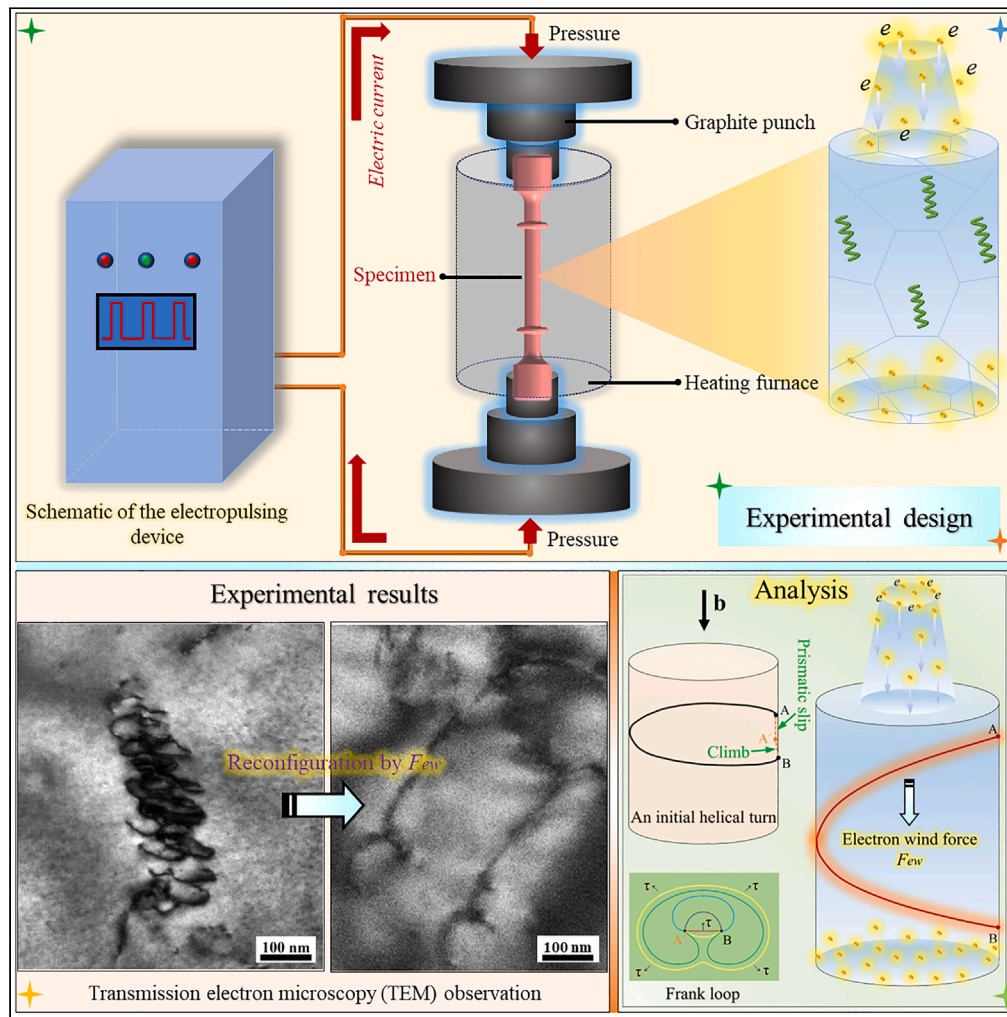 Pressure
Electric current
Graphite punch
Specimen
Heating furnace
e
e
e
e
e
Schematic of the electropulsing
device
Pressure
Experimental design
Experimental results
Reconfiguration by Few
100 nm
100 nm
Transmission electron microscopy (TEM) observation
Analysis
b
Prismatic slip
A
A'
Climb
B
An initial helical turn
τ
τ
τ
A
B
τ
τ
Frank loop
e
e
e
e
e
A
Electron wind force
Few
B